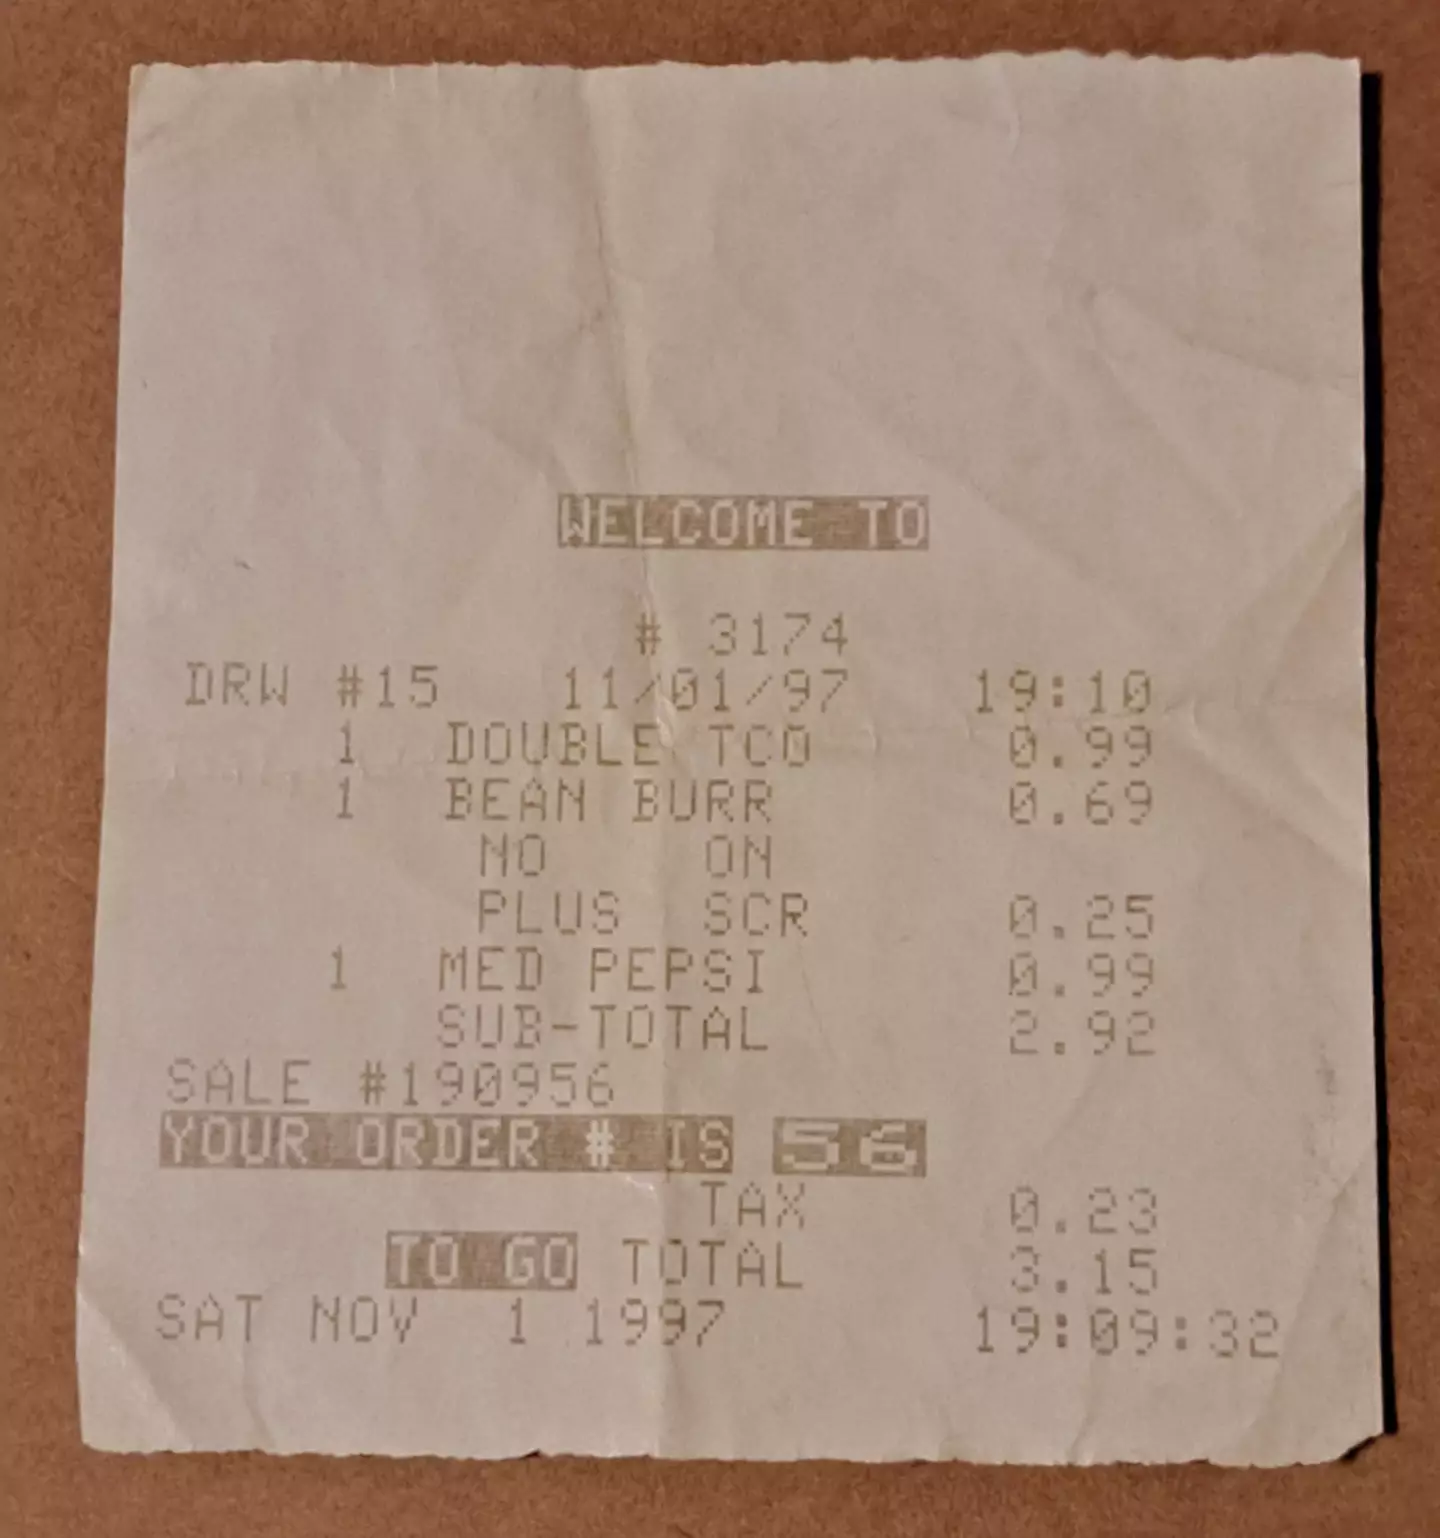 WELCOME TO
# 3174
DRW #15 11/01/97 19:10
1 DOUBLE TCO 0.99
1 BEAN BURR 0.69
NO ON
PLUS SCR 0.25
1 MED PEPSI 0.99
SUB-TOTAL 2.92
SALE #190956
YOUR ORDER # IS 56
TAX 0.23
TO GO TOTAL 3.15
SAT NOV 1 1997 19:09:32